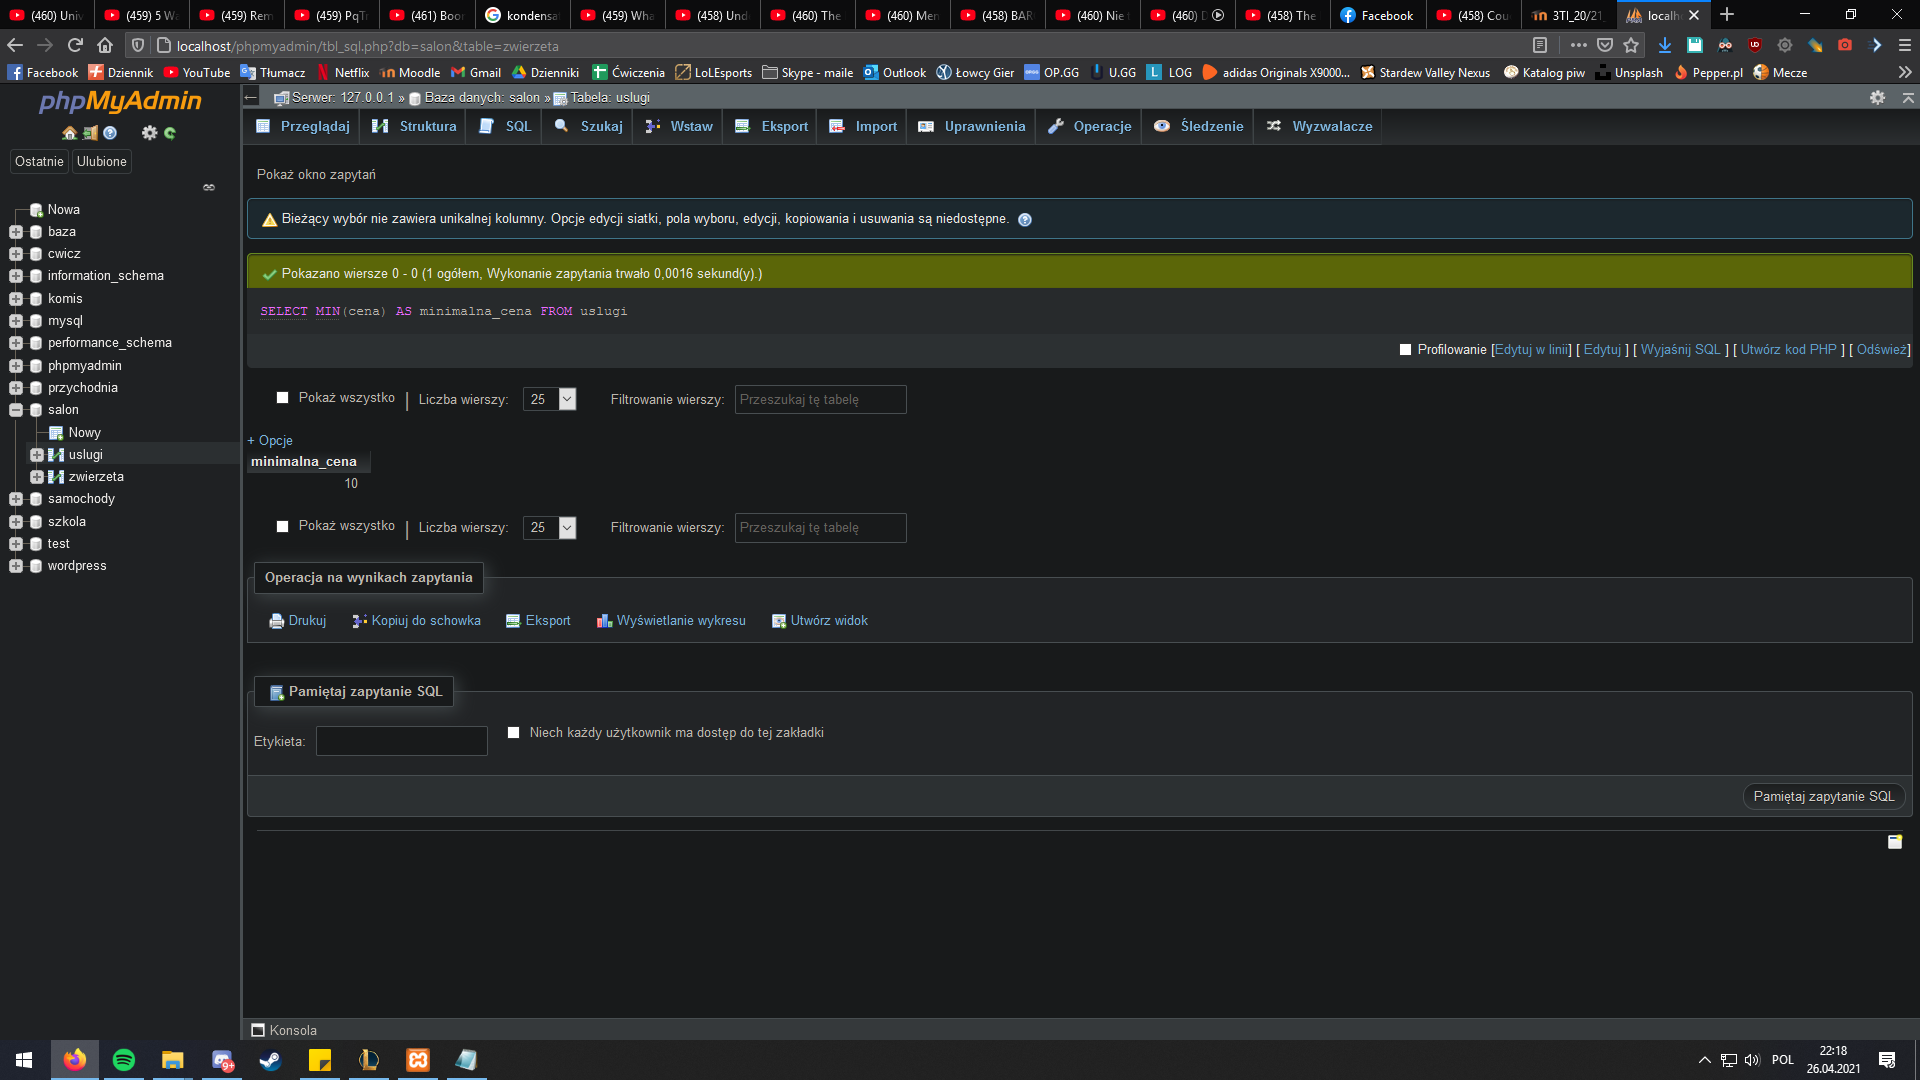 (460) Univ
(459) 5 Wa
(459) Rem
(459) PqTr
(461) Boor
kondensa
(459) Wha
(458) Und
(460) The
(460) Men
(458) BAR
(460) Nie t
(460) D
(458) The
Facebook
(458) Cou
3TI_20/21
localh
localhost/phpmyadmin/tbl_sql.php?db=salon&table=zwierzeta
Facebook Dziennik YouTube Tłumacz Netflix Moodle Gmail Dzienniki Ćwiczenia LoLEsports Skype - maile Outlook Łowcy Gier OP.GG U.GG LOG adidas Originals X9000... Stardew Valley Nexus Katalog piw Unsplash Pepper.pl Mecze
phpMyAdmin
Ostatnie Ulubione
Nowa
baza
cwicz
information_schema
komis
mysql
performance_schema
phpmyadmin
przychodnia
salon
Nowy
uslugi
zwierzeta
samochody
szkola
test
wordpress
Serwer: 127.0.0.1 » Baza danych: salon » Tabela: uslugi
Przeglądaj Struktura SQL Szukaj Wstaw Eksport Import Uprawnienia Operacje Śledzenie Wyzwalacze
Pokaż okno zapytań
Bieżący wybór nie zawiera unikalnej kolumny. Opcje edycji siatki, pola wyboru, edycji, kopiowania i usuwania są niedostępne.
Pokazano wiersze 0 - 0 (1 ogółem, Wykonanie zapytania trwało 0,0016 sekund(y).)
SELECT MIN(cena) AS minimalna_cena FROM uslugi
Profilowanie [Edytuj w linii] [ Edytuj ] [ Wyjaśnij SQL ] [ Utwórz kod PHP ] [ Odśwież]
Pokaż wszystko | Liczba wierszy: 25 Filtrowanie wierszy: Przeszukaj tę tabelę
+ Opcje
minimalna_cena
10
Pokaż wszystko | Liczba wierszy: 25 Filtrowanie wierszy: Przeszukaj tę tabelę
Operacja na wynikach zapytania
Drukuj Kopiuj do schowka Eksport Wyświetlanie wykresu Utwórz widok
Pamiętaj zapytanie SQL
Etykieta: Niech każdy użytkownik ma dostęp do tej zakładki
Pamiętaj zapytanie SQL
Konsola
9+
POL
22:18
26.04.2021